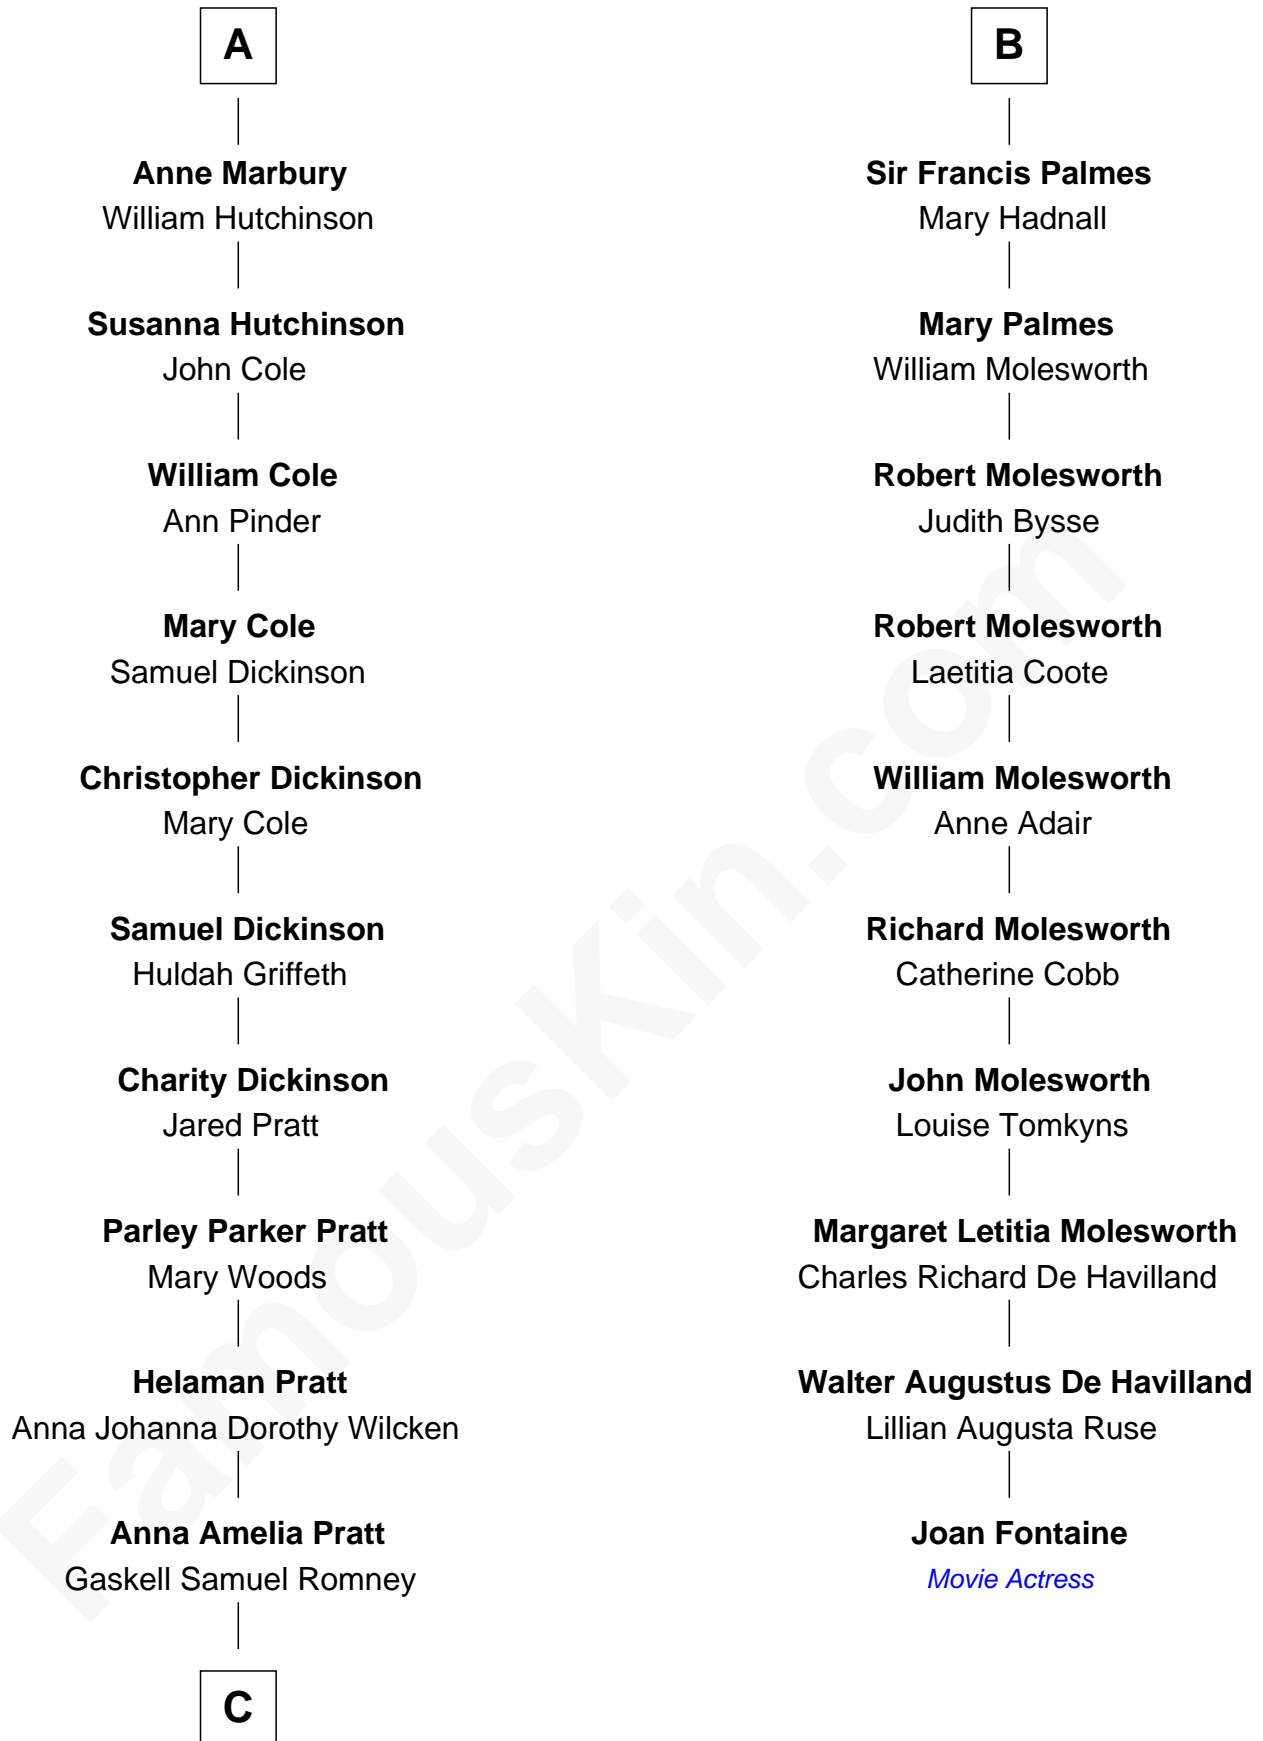 A
Anne Marbury
William Hutchinson
Susanna Hutchinson
John Cole
William Cole
Ann Pinder
Mary Cole
Samuel Dickinson
Christopher Dickinson
Mary Cole
Samuel Dickinson
Huldah Griffeth
Charity Dickinson
Jared Pratt
Parley Parker Pratt
Mary Woods
Helaman Pratt
Anna Johanna Dorothy Wilcken
Anna Amelia Pratt
Gaskell Samuel Romney
C
B
Sir Francis Palmes
Mary Hadnall
Mary Palmes
William Molesworth
Robert Molesworth
Judith Bysse
Robert Molesworth
Laetitia Coote
William Molesworth
Anne Adair
Richard Molesworth
Catherine Cobb
John Molesworth
Louise Tomkyns
Margaret Letitia Molesworth
Charles Richard De Havilland
Walter Augustus De Havilland
Lillian Augusta Ruse
Joan Fontaine
Movie Actress
FamousKin.com